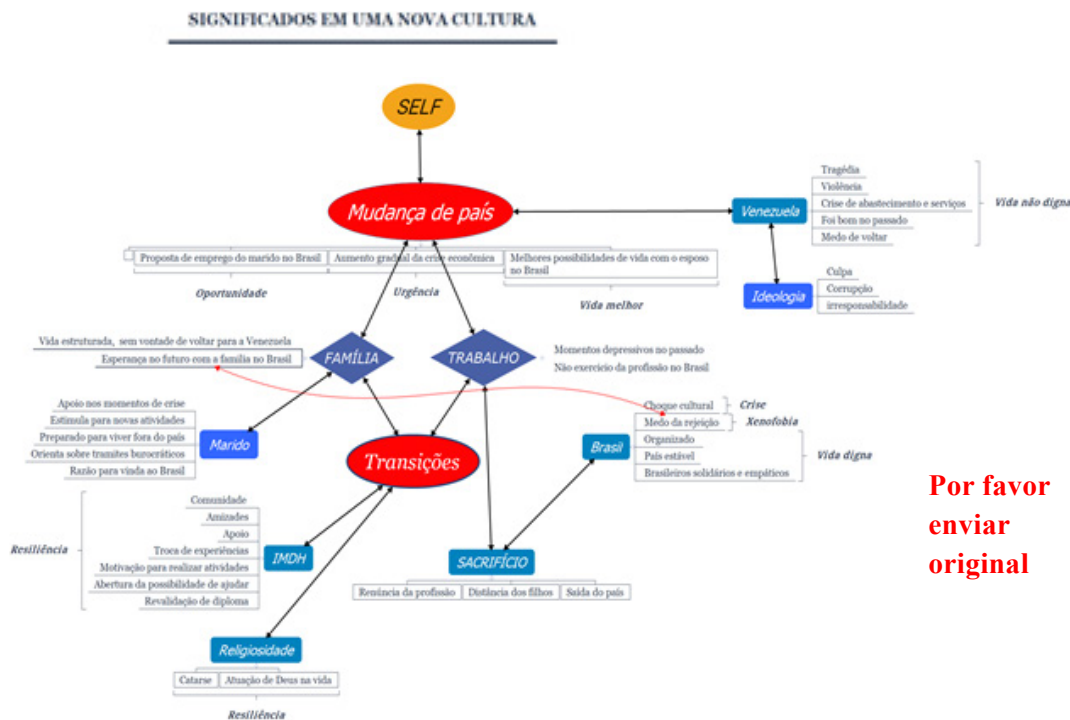 SIGNIFICADOS EM UMA NOVA CULTURA
SELF
Mudança de país
Proposta de emprego do marido no Brasil
Aumento gradual da crise econômica
Melhores possibilidades de vida com o esposo
no Brasil
Oportunidade
Urgência
Vida melhor
Venezuela
Tragédia
Violência
Crise de abastecimento e serviços
Foi bom no passado
Medo de voltar
Vida não digna
Ideologia
Culpa
Corrupção
irresponsabilidade
Vida estruturada, sem vontade de voltar para a Venezuela
Esperança no futuro com a família no Brasil
FAMÍLIA
TRABALHO
Momentos depressivos no passado
Não exercício da profissão no Brasil
Apoio nos momentos de crise
Estimula para novas atividades
Preparado para viver fora do país
Orienta sobre tramites burocráticos
Razão para vinda ao Brasil
Marido
Transições
Brasil
Choque cultural
Crise
Medo da rejeição
Xenofobia
Organizado
País estável
Brasileiros solidários e empáticos
Vida digna
Resiliência
Comunidade
Amizades
Apoio
Troca de experiências
Motivação para realizar atividades
Abertura da possibilidade de ajudar
Revalidação de diploma
IMDH
SACRIFÍCIO
Renúncia da profissão
Distância dos filhos
Saída do país
Religiosidade
Catarse
Atuação de Deus na vida
Resiliência
Por favor
enviar
original